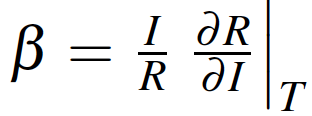 β = I/R ∂R/∂I |_T